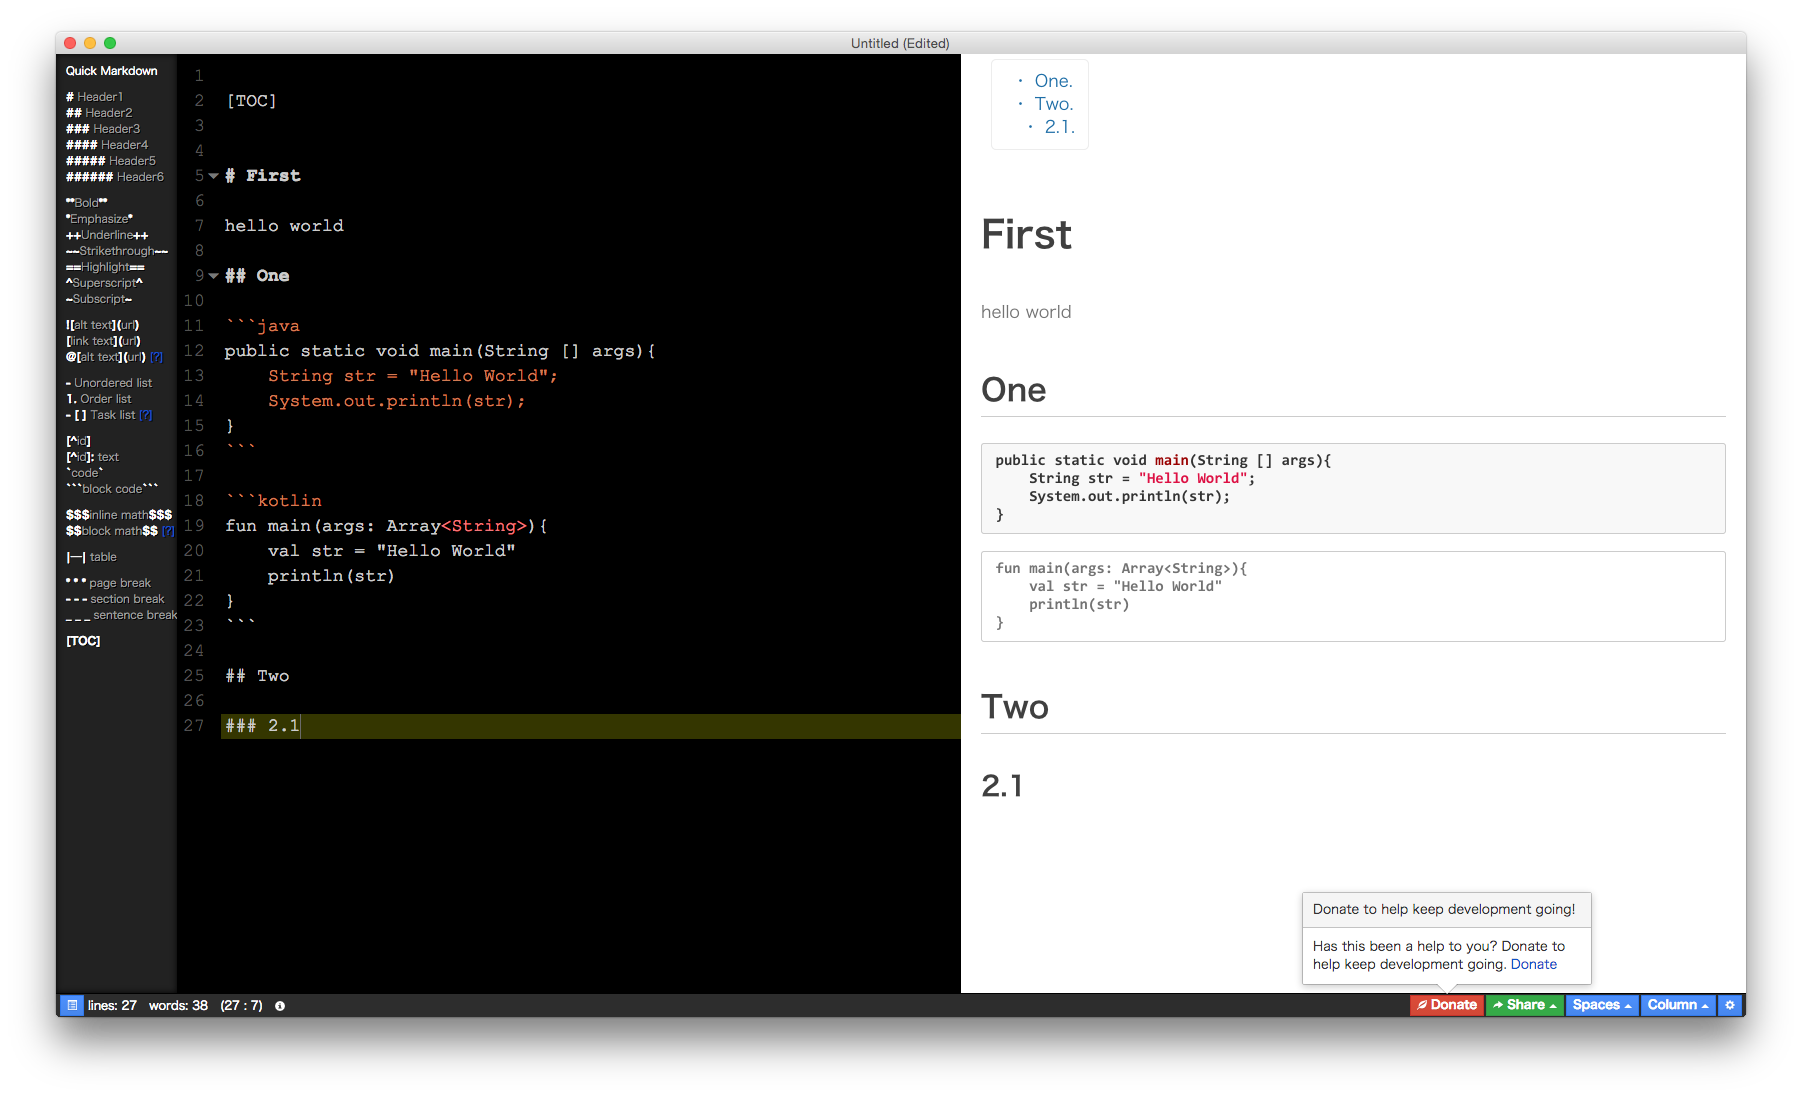 Untitled (Edited)
Quick Markdown
# Header1
## Header2
### Header3
#### Header4
##### Header5
###### Header6
**Bold**
*Emphasize*
++Underline++
~~Strikethrough~~
==Highlight==
^Superscript^
~Subscript~
![alt text](url)
[link text](url)
@[alt text](url) [?]
- Unordered list
1. Order list
- [ ] Task list [?]
[^id]
[^id]: text
`code`
```block code```
$$$inline math$$$
$$block math$$ [?]
|—| table
* * * page break
- - - section break
_ _ _ sentence break
[TOC]
1
2 [TOC]
3
4
5 # First
6
7 hello world
8
9 ## One
10
11 ```java
12 public static void main(String [] args){
13     String str = "Hello World";
14     System.out.println(str);
15 }
16 ```
17
18 ```kotlin
19 fun main(args: Array<String>){
20     val str = "Hello World"
21     println(str)
22 }
23 ```
24
25 ## Two
26
27 ### 2.1
• One.
• Two.
• 2.1.
First
hello world
One
public static void main(String [] args){
    String str = "Hello World";
    System.out.println(str);
}
fun main(args: Array<String>){
    val str = "Hello World"
    println(str)
}
Two
2.1
Donate to help keep development going!
Has this been a help to you? Donate to
help keep development going. Donate
lines: 27 words: 38 (27 : 7)
Donate Share Spaces Column